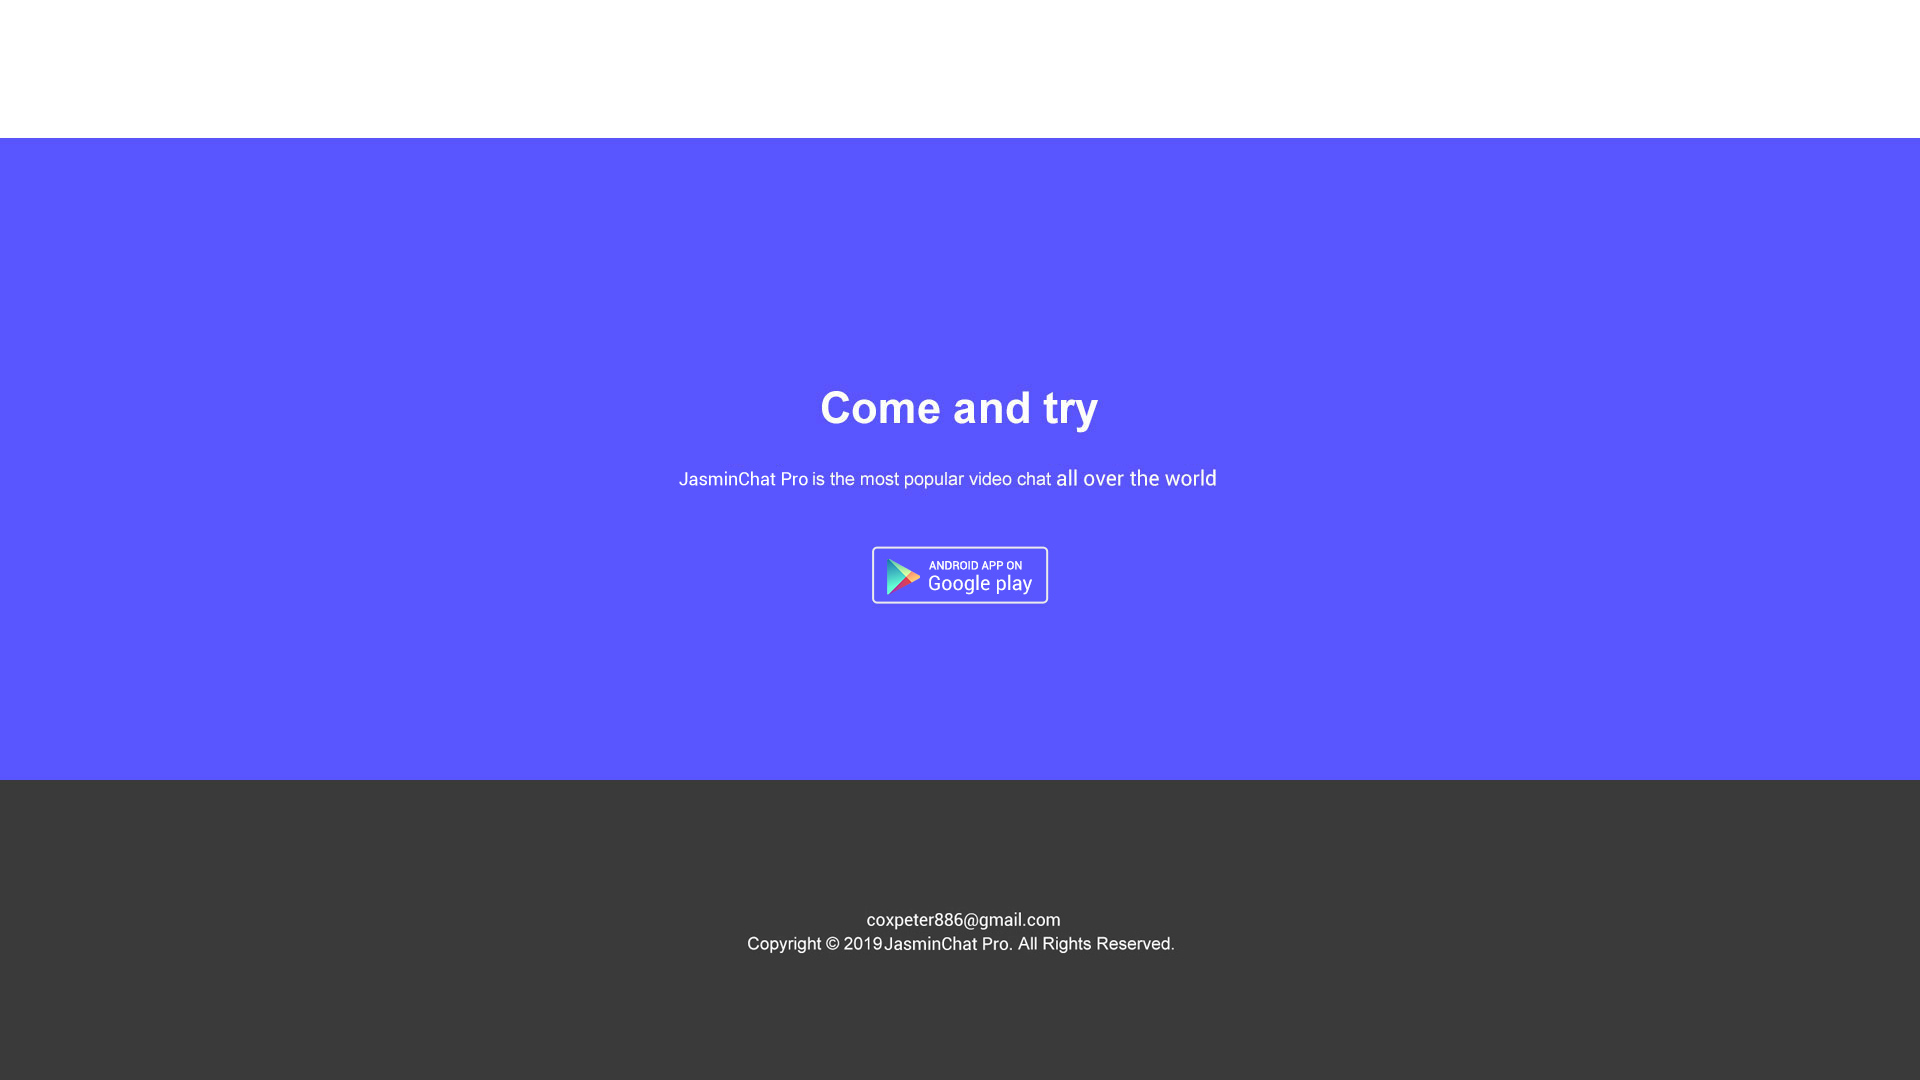 Come and try
JasminChat Pro is the most popular video chat all over the world
ANDROID APP ON
Google play
coxpeter886@gmail.com
Copyright © 2019JasminChat Pro. All Rights Reserved.